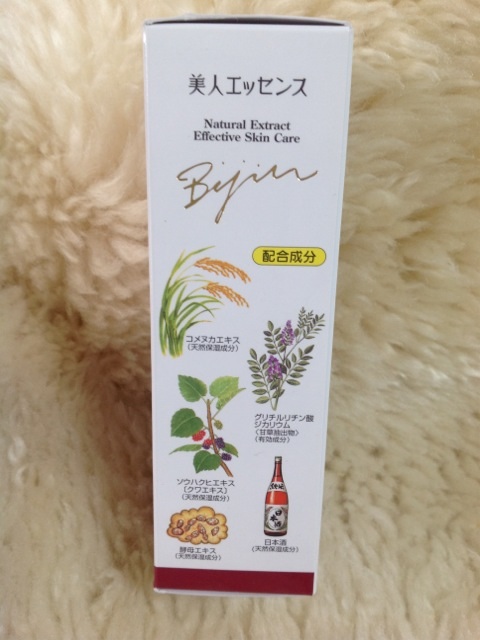 美人エッセンス
Natural Extract
Effective Skin Care
Bijin
配合成分
コメヌカエキス
(天然保湿成分)
グリチルリチン酸
ジカリウム
〈甘草抽出物〉
(有効成分)
ソウハクヒエキス
〔クワエキス〕
(天然保湿成分)
日本酒
日本酒
(天然保湿成分)
酵母エキス
(天然保湿成分)